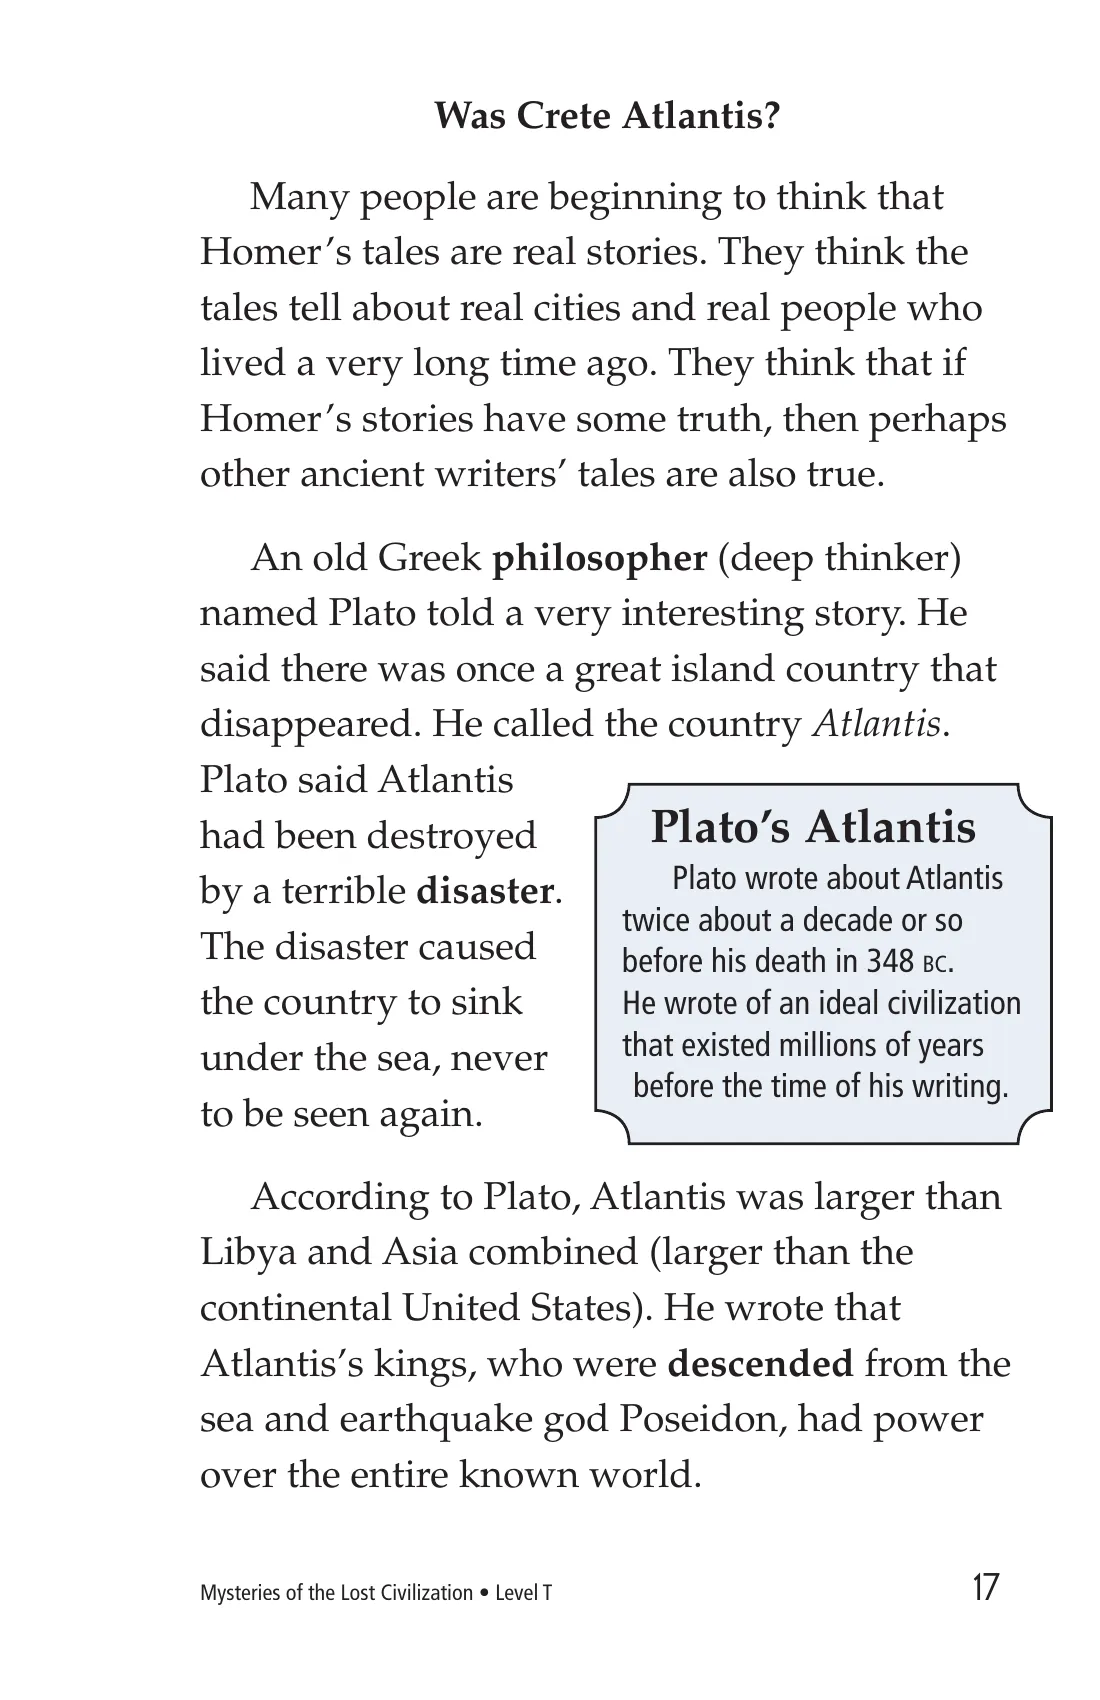 Was Crete Atlantis?
Many people are beginning to think that
Homer’s tales are real stories. They think the
tales tell about real cities and real people who
lived a very long time ago. They think that if
Homer’s stories have some truth, then perhaps
other ancient writers’ tales are also true.
An old Greek philosopher (deep thinker)
named Plato told a very interesting story. He
said there was once a great island country that
disappeared. He called the country Atlantis.
Plato said Atlantis
had been destroyed
by a terrible disaster.
The disaster caused
the country to sink
under the sea, never
to be seen again.
Plato’s Atlantis
Plato wrote about Atlantis
twice about a decade or so
before his death in 348 BC.
He wrote of an ideal civilization
that existed millions of years
before the time of his writing.
According to Plato, Atlantis was larger than
Libya and Asia combined (larger than the
continental United States). He wrote that
Atlantis’s kings, who were descended from the
sea and earthquake god Poseidon, had power
over the entire known world.
Mysteries of the Lost Civilization • Level T 17